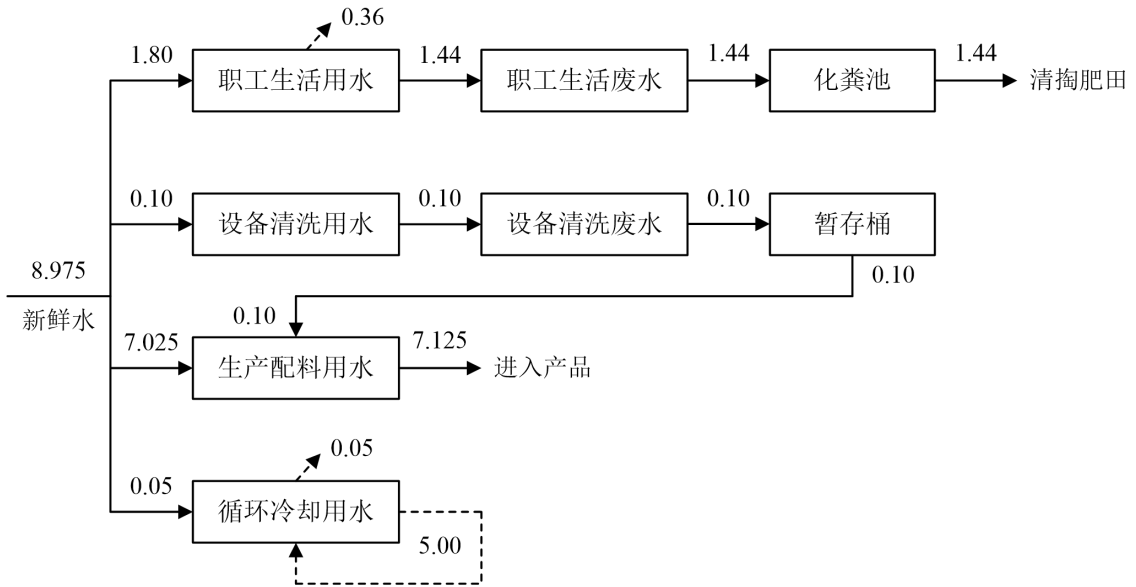 0.36
1.80
职工生活用水
1.44
职工生活废水
1.44
化粪池
1.44
清掏肥田
0.10
设备清洗用水
0.10
设备清洗废水
0.10
暂存桶
0.10
8.975
新鲜水
0.10
7.025
生产配料用水
7.125
进入产品
0.05
0.05
循环冷却用水
5.00